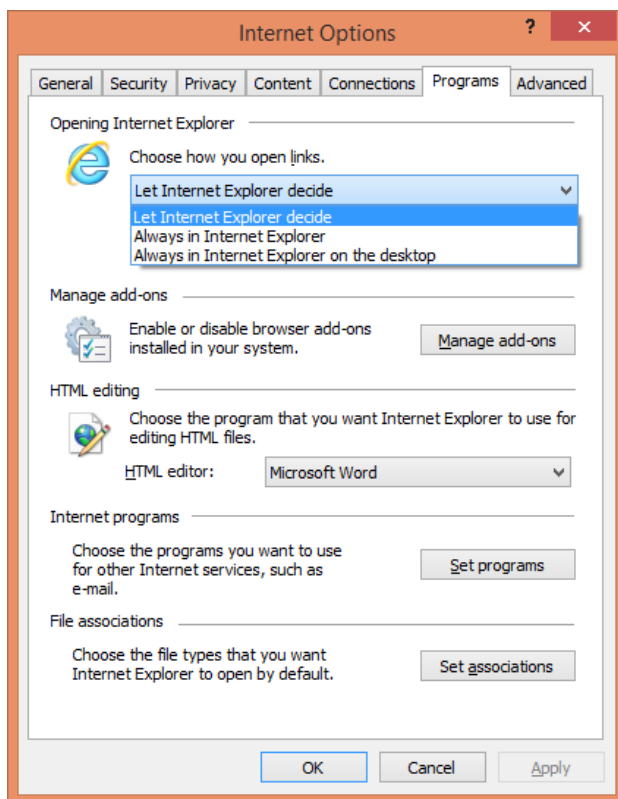 Internet Options
?
×
General Security Privacy Content Connections Programs Advanced
Opening Internet Explorer
Choose how you open links.
Let Internet Explorer decide
Let Internet Explorer decide
Always in Internet Explorer
Always in Internet Explorer on the desktop
Manage add-ons
Enable or disable browser add-ons
installed in your system.
Manage add-ons
HTML editing
Choose the program that you want Internet Explorer to use for
editing HTML files.
HTML editor: Microsoft Word
Internet programs
Choose the programs you want to use
for other Internet services, such as
e-mail.
Set programs
File associations
Choose the file types that you want
Internet Explorer to open by default.
Set associations
OK Cancel Apply